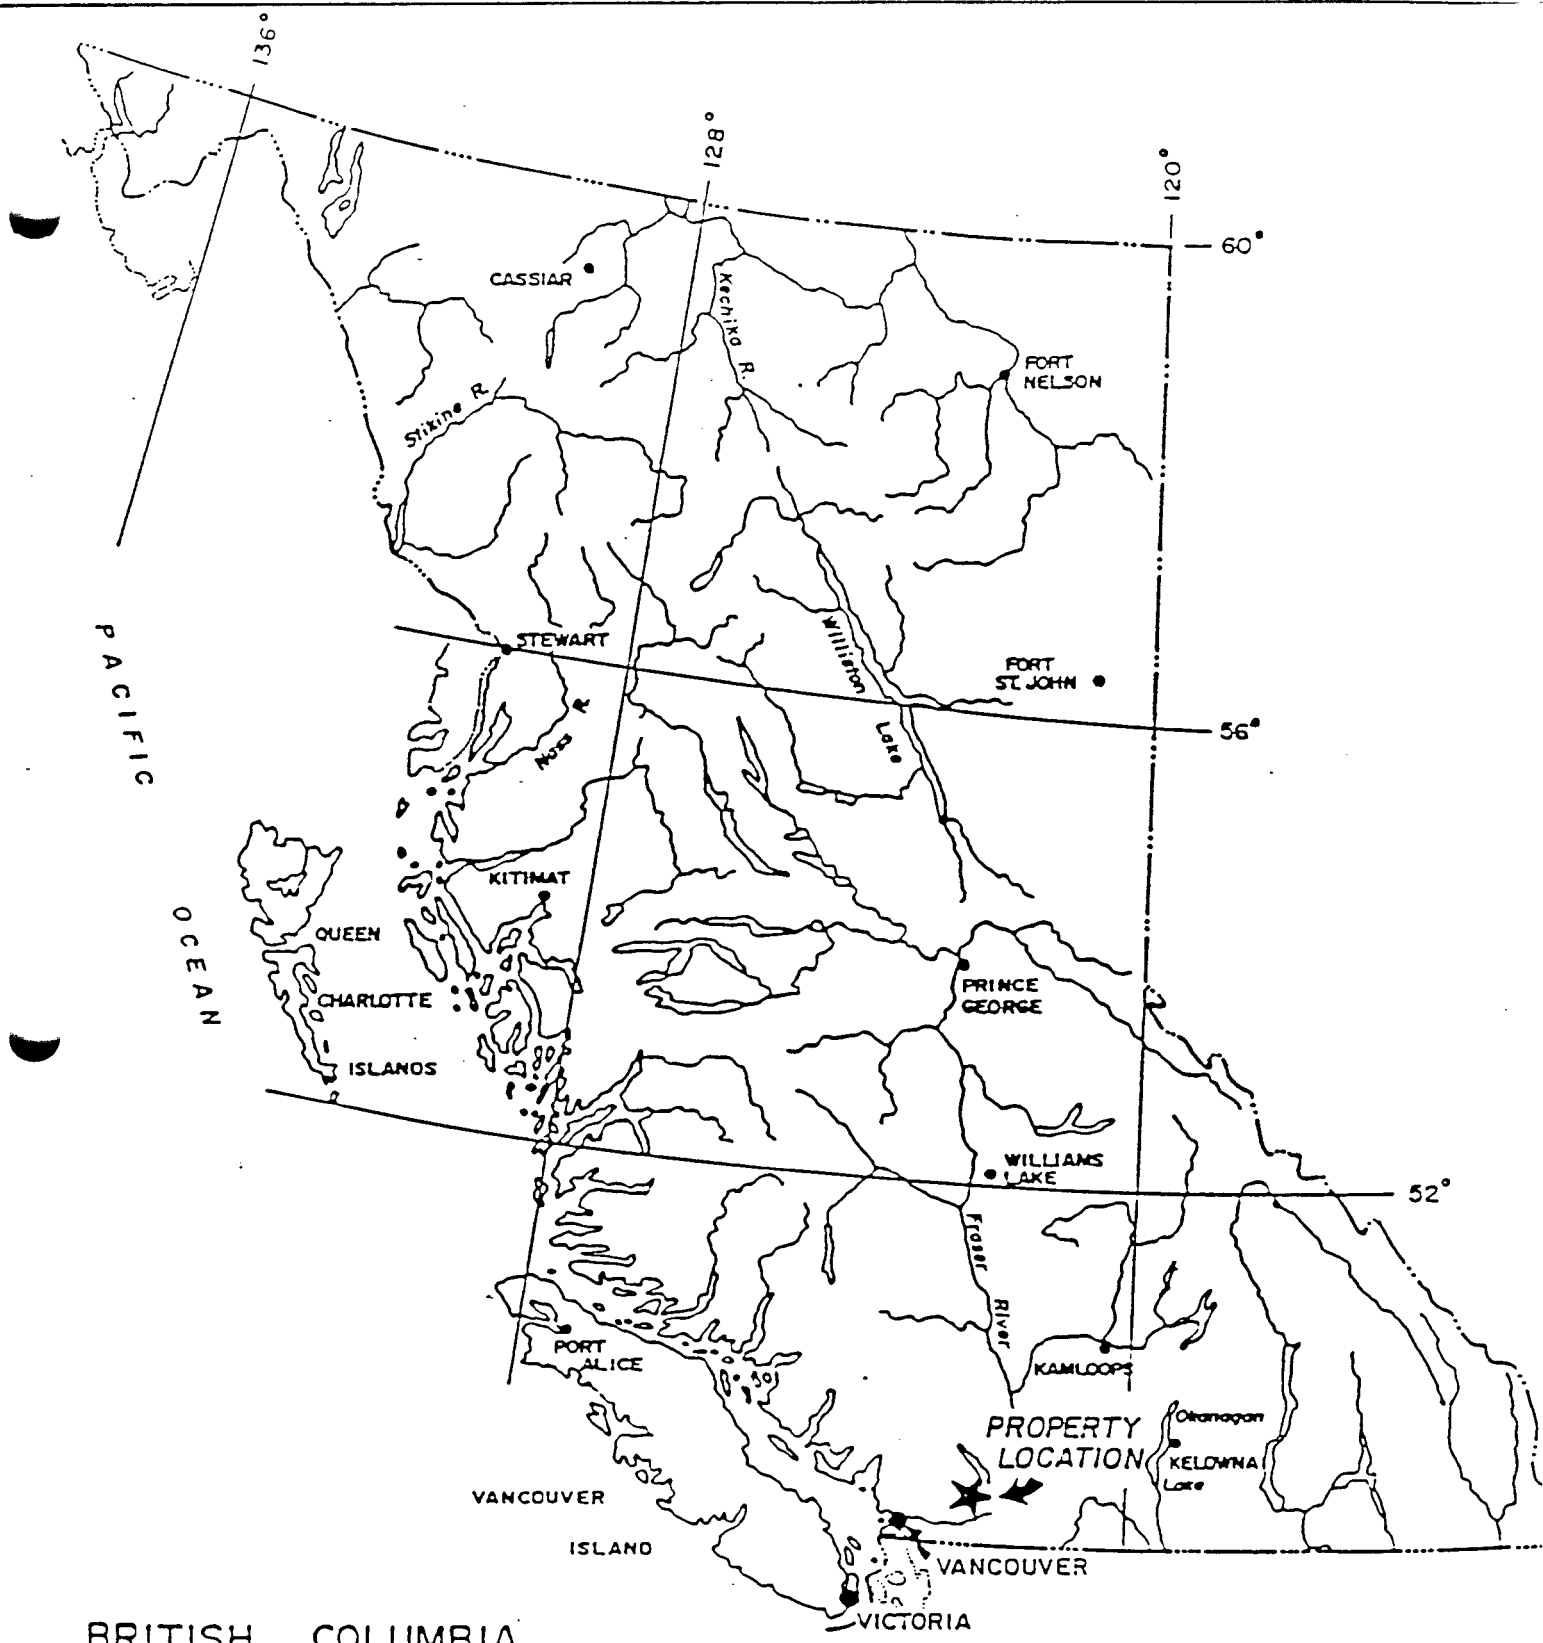 136°
128°
120°
60°
CASSIAR
Kechika R.
FORT
NELSON
Stikine R.
STEWART
PACIFIC
OCEAN
Williston
Lake
FORT
ST. JOHN
56°
Nass R
KITIMAT
QUEEN
CHARLOTTE
ISLANDS
PRINCE
GEORGE
WILLIAMS
LAKE
52°
Fraser
River
PORT
ALICE
KAMLOOPS
PROPERTY
LOCATION
Okanagan
KELOWNA
Lake
VANCOUVER
ISLAND
VANCOUVER
VICTORIA
BRITISH COLUMBIA